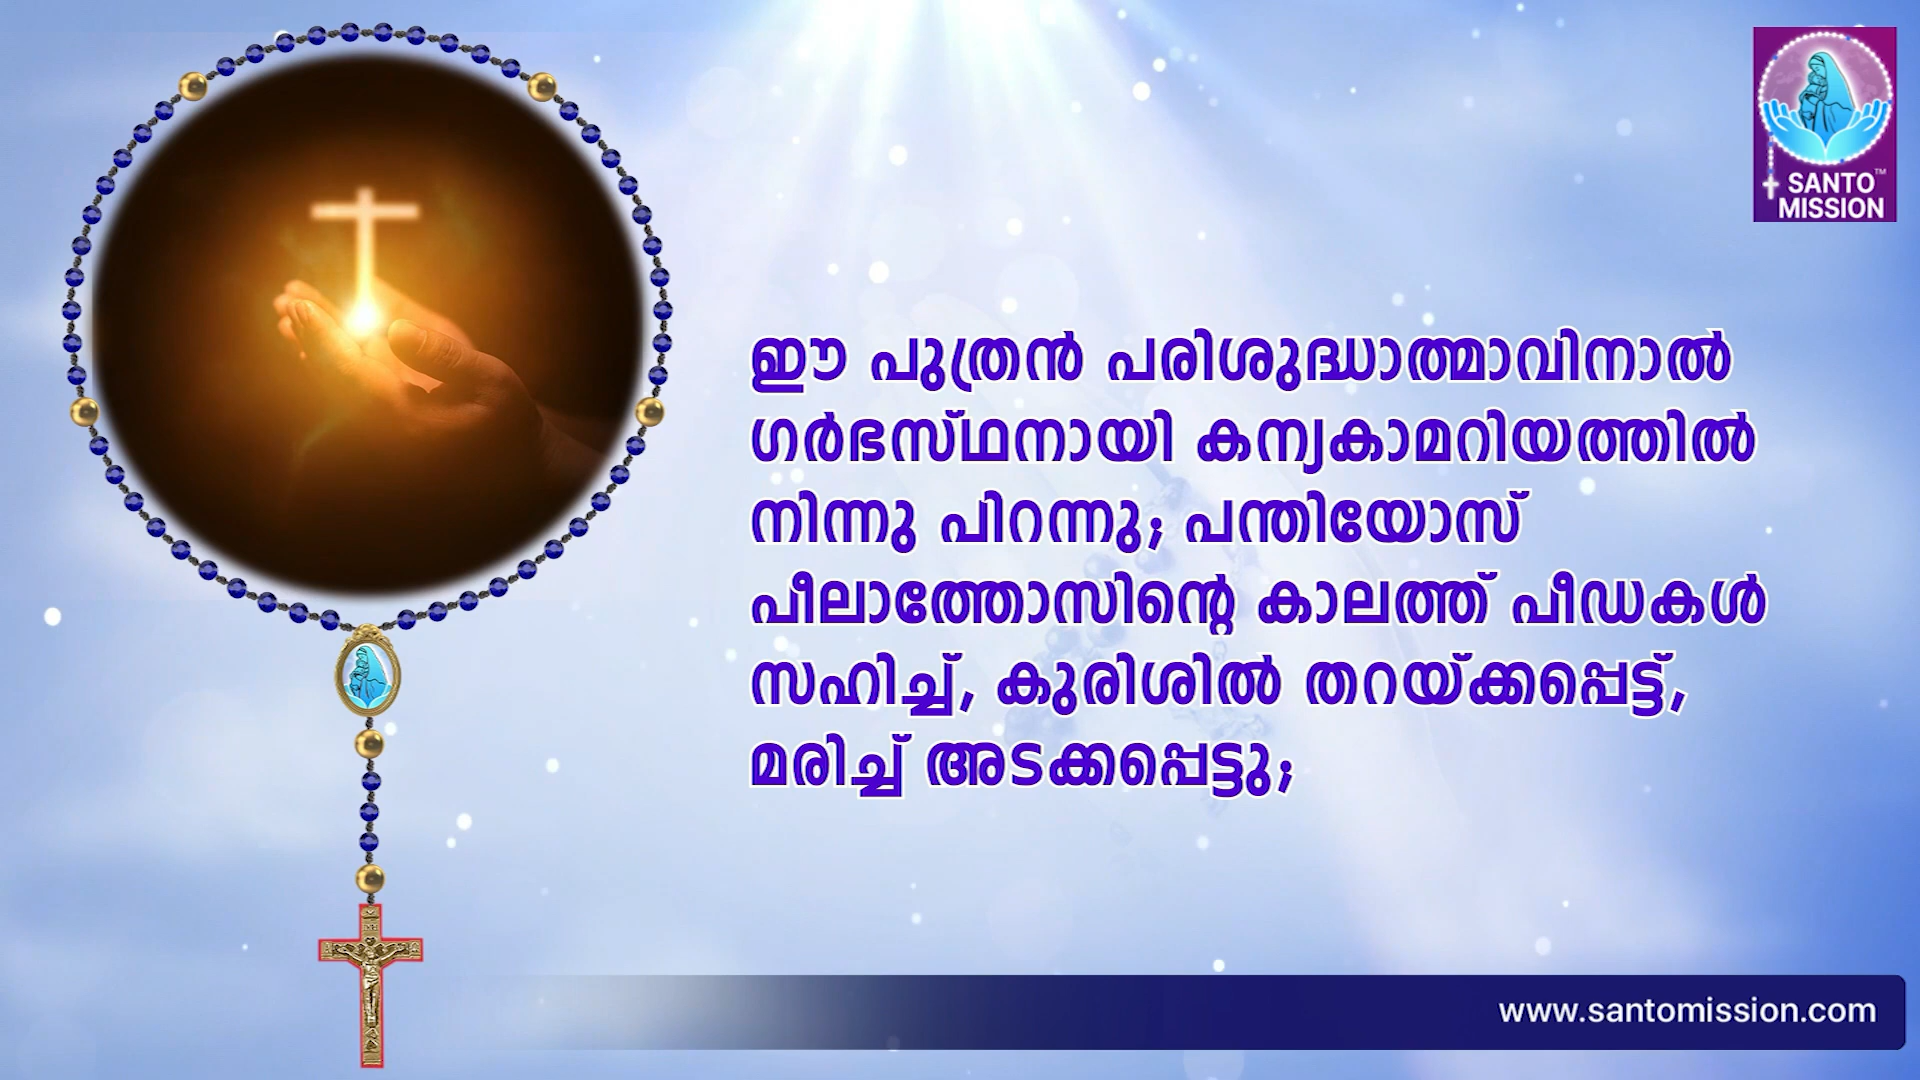 SANTO™
MISSION
ഈ പുത്രൻ പരിശുദ്ധാത്മാവിനാൽ
ഗർഭസ്ഥനായി കന്യകാമറിയത്തിൽ
നിന്നു പിറന്നു; പന്തിയോസ്
പീലാത്തോസിന്റെ കാലത്ത് പീഡകൾ
സഹിച്ച്, കുരിശിൽ തറയ്ക്കപ്പെട്ട്,
മരിച്ച് അടക്കപ്പെട്ടു;
www.santomission.com